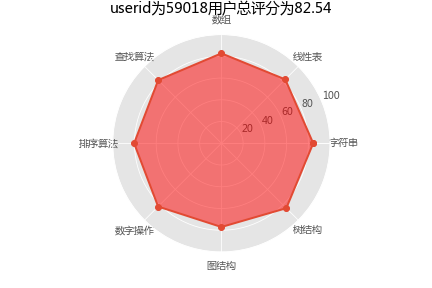 userid为59018用户总评分为82.54
数组
查找算法
线性表
100
80
60
40
20
排序算法
字符串
数字操作
树结构
图结构